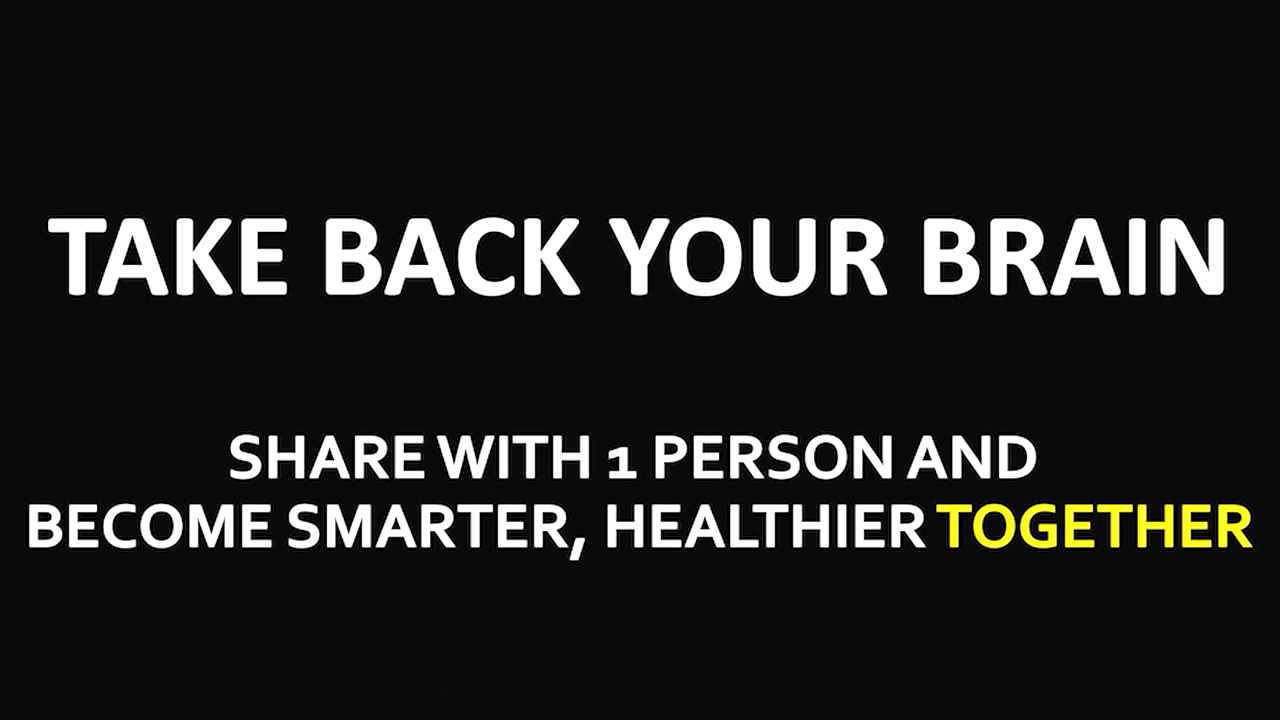 TAKE BACK YOUR BRAIN
SHARE WITH 1 PERSON AND
BECOME SMARTER, HEALTHIER TOGETHER